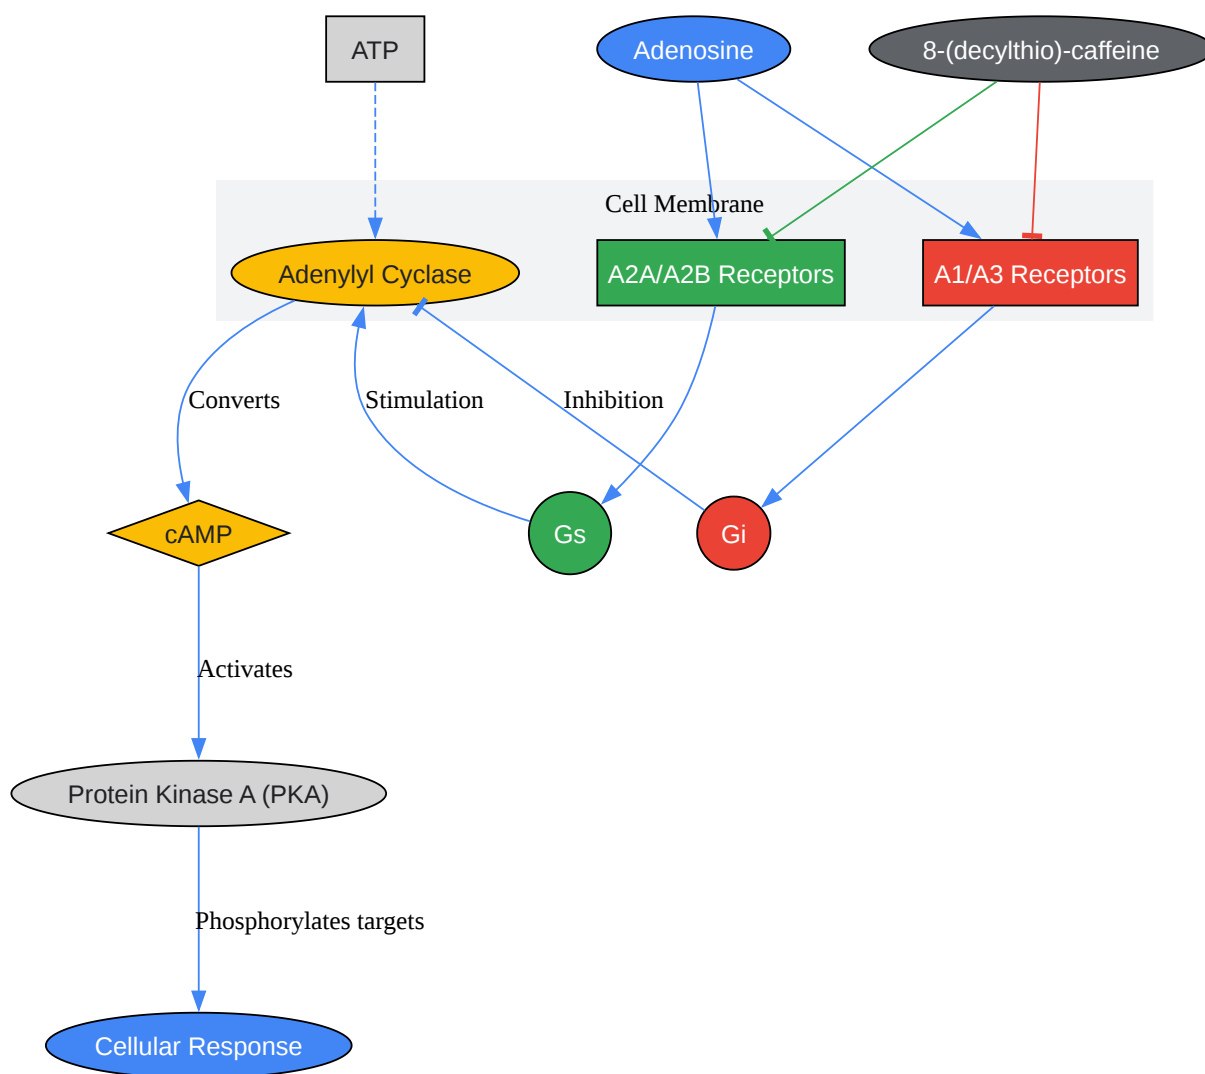 ATP
Adenosine
8-(decylthio)-caffeine
Cell Membrane
Adenylyl Cyclase
A2A/A2B Receptors
A1/A3 Receptors
Converts
Stimulation
Inhibition
cAMP
Gs
Gi
Activates
Protein Kinase A (PKA)
Phosphorylates targets
Cellular Response